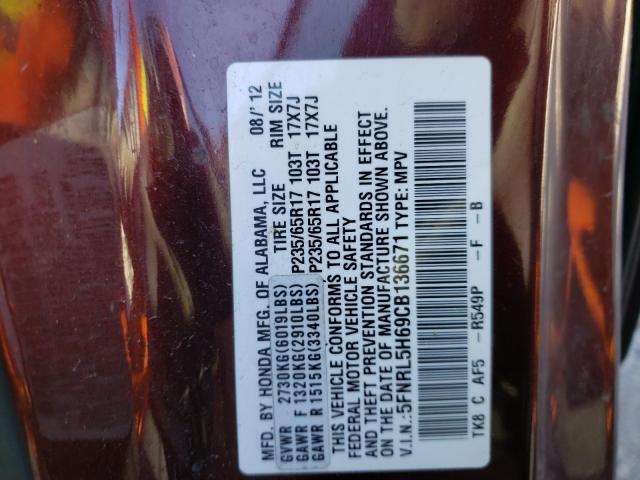 MFD. BY HONDA MFG. OF ALABAMA, LLC 08/'12
GVWR 2730KG(6019LBS) TIRE SIZE RIM SIZE
GAWR F 1320KG(2910LBS) P235/65R17 103T 17X7J
GAWR R 1515KG(3340LBS) P235/65R17 103T 17X7J
THIS VEHICLE CONFORMS TO ALL APPLICABLE
FEDERAL MOTOR VEHICLE SAFETY
AND THEFT PREVENTION STANDARDS IN EFFECT
ON THE DATE OF MANUFACTURE SHOWN ABOVE.
V.I.N.:5FNRL5H69CB136671 TYPE: MPV
TK8 C AF5 -R549P -F -B